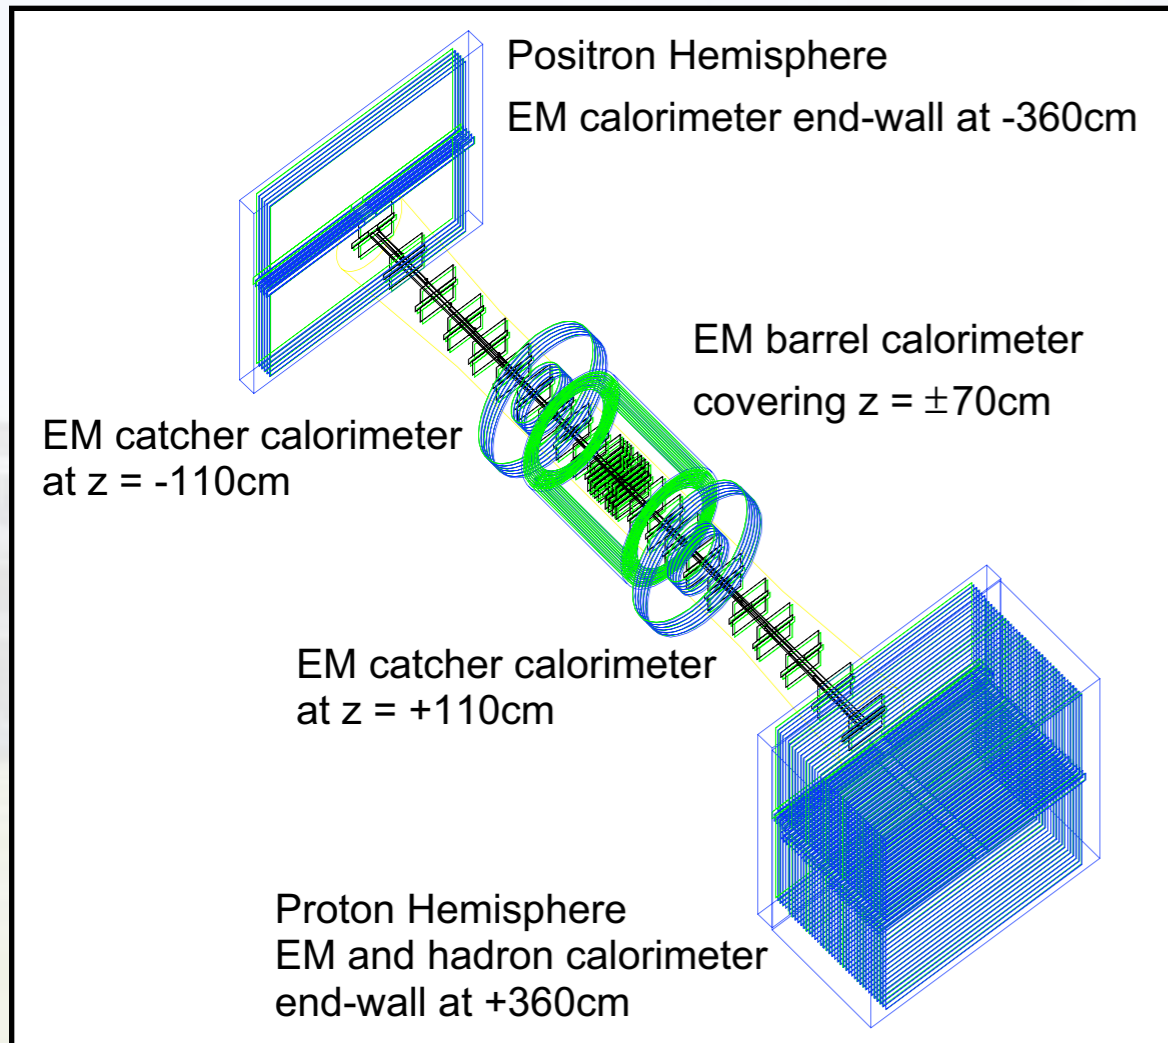 Positron Hemisphere
EM calorimeter end-wall at -360cm
EM barrel calorimeter
covering z = ±70cm
EM catcher calorimeter
at z = -110cm
EM catcher calorimeter
at z = +110cm
Proton Hemisphere
EM and hadron calorimeter
end-wall at +360cm